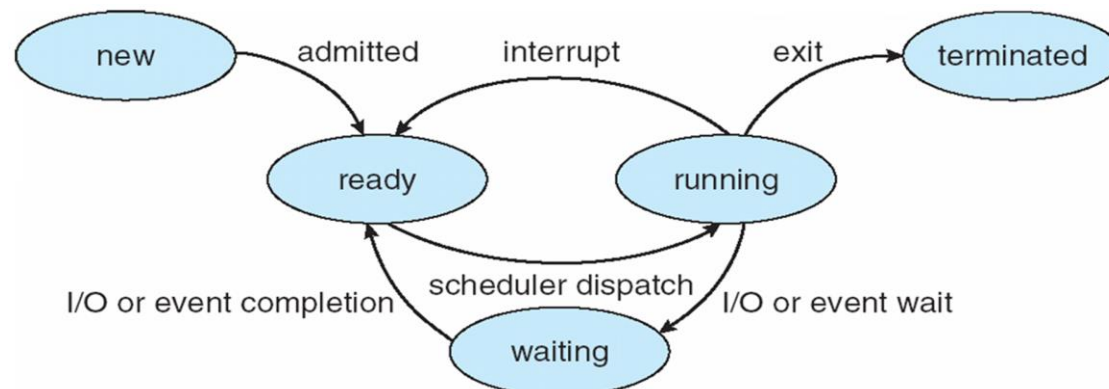 new
admitted
interrupt
exit
terminated
ready
running
I/O or event completion
scheduler dispatch
I/O or event wait
waiting